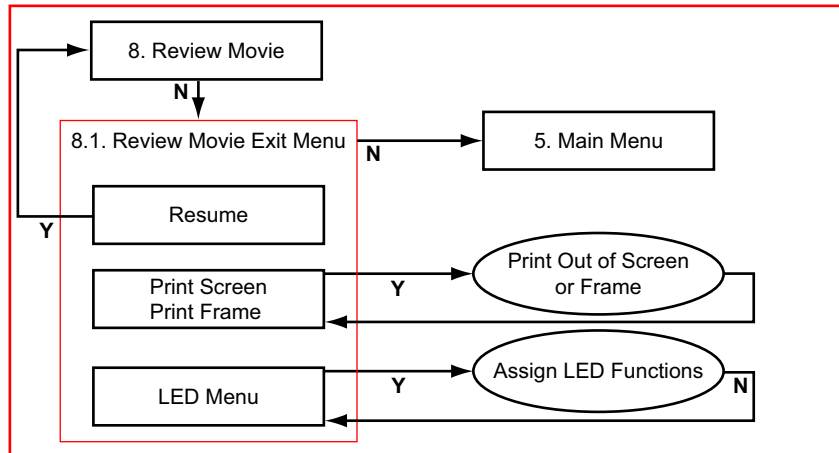 8. Review Movie
N
8.1. Review Movie Exit Menu
N
5. Main Menu
Resume
Y
Print Screen
Print Frame
Y
Print Out of Screen
or Frame
LED Menu
Y
Assign LED Functions
N